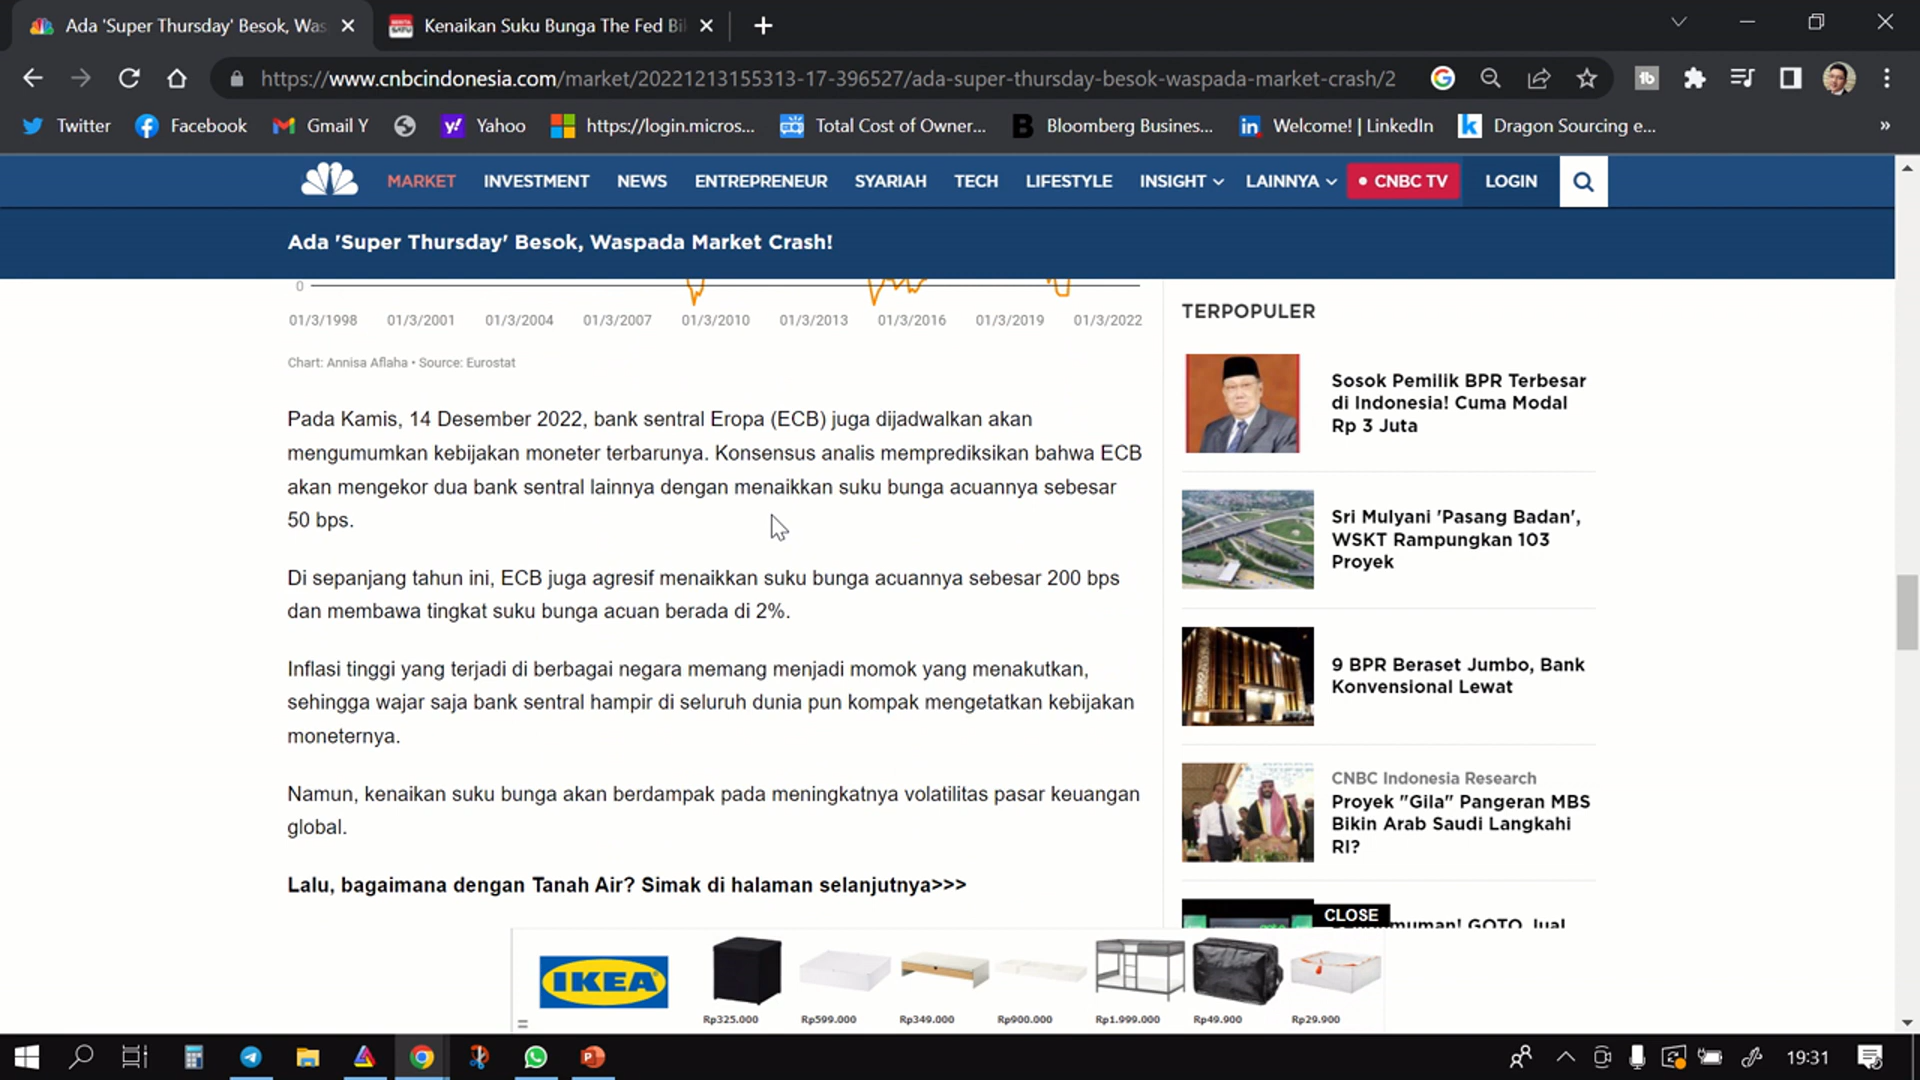 Ada 'Super Thursday' Besok, Was
Kenaikan Suku Bunga The Fed Bi
https://www.cnbcindonesia.com/market/20221213155313-17-396527/ada-super-thursday-besok-waspada-market-crash/2
Twitter
Facebook
Gmail Y
Yahoo
https://login.micros...
Total Cost of Owner...
Bloomberg Busines...
Welcome! | LinkedIn
Dragon Sourcing e...
MARKET
INVESTMENT
NEWS
ENTREPRENEUR
SYARIAH
TECH
LIFESTYLE
INSIGHT
LAINNYA
CNBC TV
LOGIN
Ada 'Super Thursday' Besok, Waspada Market Crash!
0
01/3/1998 01/3/2001 01/3/2004 01/3/2007 01/3/2010 01/3/2013 01/3/2016 01/3/2019 01/3/2022
Chart: Annisa Aflaha • Source: Eurostat
Pada Kamis, 14 Desember 2022, bank sentral Eropa (ECB) juga dijadwalkan akan
mengumumkan kebijakan moneter terbarunya. Konsensus analis memprediksikan bahwa ECB
akan mengekor dua bank sentral lainnya dengan menaikkan suku bunga acuannya sebesar
50 bps.
Di sepanjang tahun ini, ECB juga agresif menaikkan suku bunga acuannya sebesar 200 bps
dan membawa tingkat suku bunga acuan berada di 2%.
Inflasi tinggi yang terjadi di berbagai negara memang menjadi momok yang menakutkan,
sehingga wajar saja bank sentral hampir di seluruh dunia pun kompak mengetatkan kebijakan
moneternya.
Namun, kenaikan suku bunga akan berdampak pada meningkatnya volatilitas pasar keuangan
global.
Lalu, bagaimana dengan Tanah Air? Simak di halaman selanjutnya>>>
TERPOPULER
Sosok Pemilik BPR Terbesar
di Indonesia! Cuma Modal
Rp 3 Juta
Sri Mulyani 'Pasang Badan',
WSKT Rampungkan 103
Proyek
9 BPR Beraset Jumbo, Bank
Konvensional Lewat
CNBC Indonesia Research
Proyek "Gila" Pangeran MBS
Bikin Arab Saudi Langkahi
RI?
CLOSE
muman! GOTO Jual
IKEA
Rp325.000
Rp599.000
Rp349.000
Rp900.000
Rp1.999.000
Rp49.900
Rp29.900
19:31